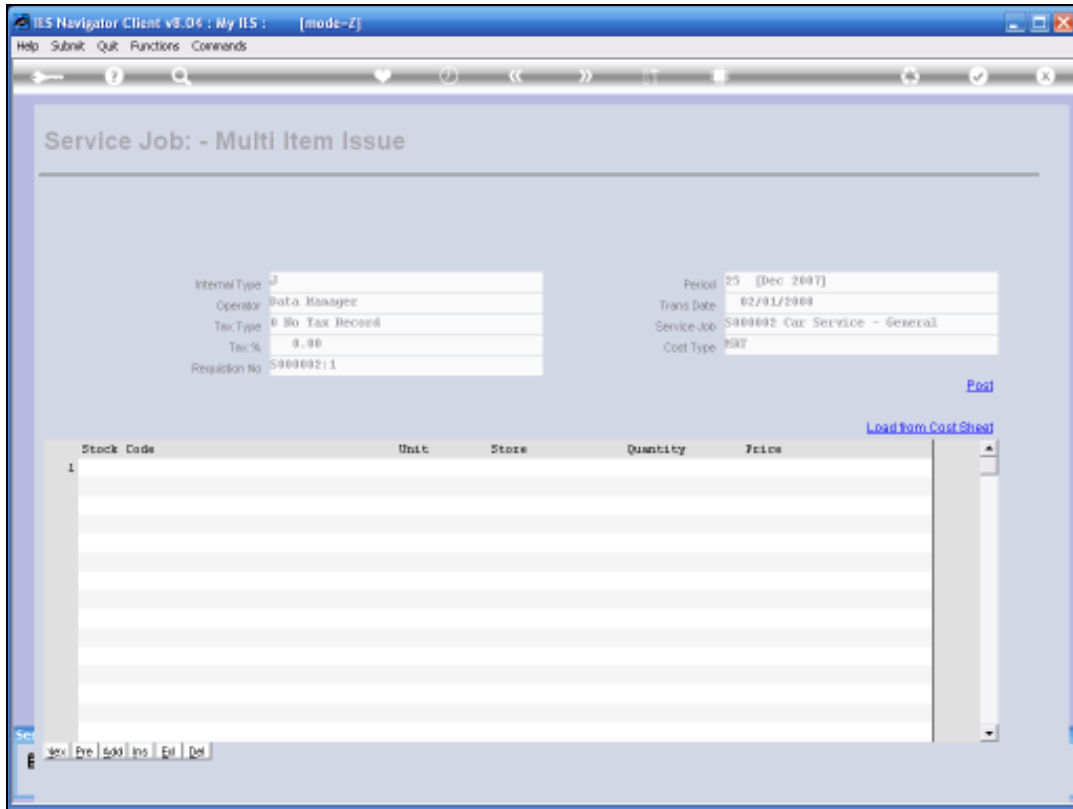 IES Navigator Client v8.04 : My IES : [mode=Z]
Help Submit Quit Functions Commands
Service Job: - Multi Item Issue
Internal Type J
Operator Data Manager
Tax Type 0 No Tax Record
Tax % 0.00
Requistion No S000002:1
Period 25 [Dec 2007]
Trans Date 02/01/2008
Service Job S000002 Car Service - General
Cost Type
Post
Load from Cost Sheet
Stock Code Unit Store Quantity Price
1
Nex Pre Add Ins Ext Del